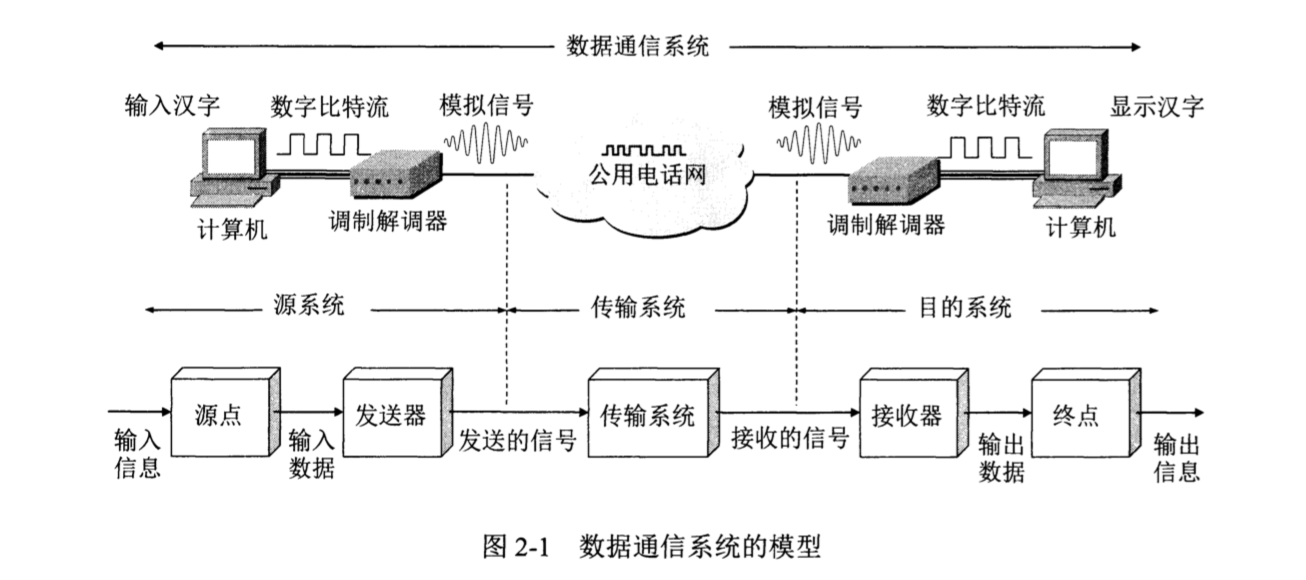 数据通信系统
输入汉字 数字比特流 模拟信号 模拟信号 数字比特流 显示汉字
公用电话网
计算机 调制解调器 调制解调器 计算机
源系统 传输系统 目的系统
源点 发送器 传输系统 接收器 终点
输入
信息
输入
数据
发送的信号
接收的信号
输出
数据
输出
信息
图 2-1 数据通信系统的模型